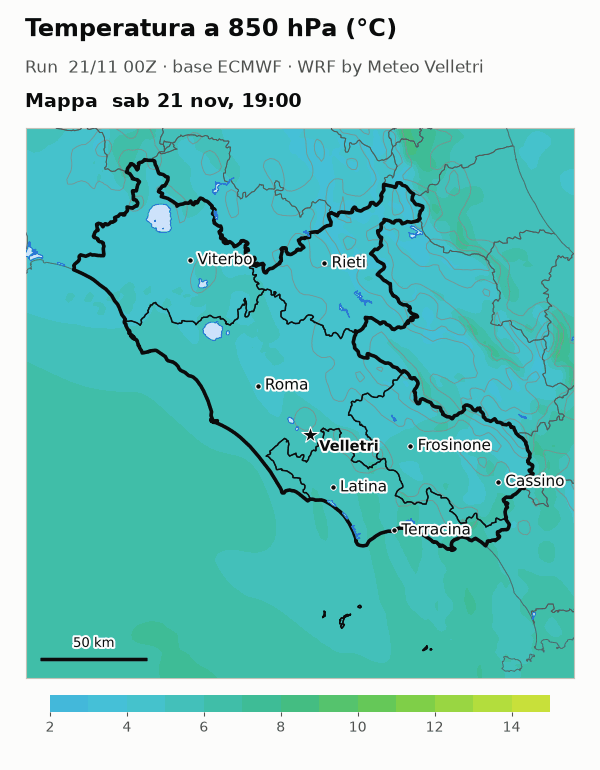 Temperatura a 850 hPa (°C)
Run  21/11 00Z · base ECMWF · WRF by Meteo Velletri
Mappa  sab 21 nov, 19:00
Viterbo
Rieti
Roma
Velletri
Frosinone
Latina
Cassino
Terracina
50 km
2 4 6 8 10 12 14